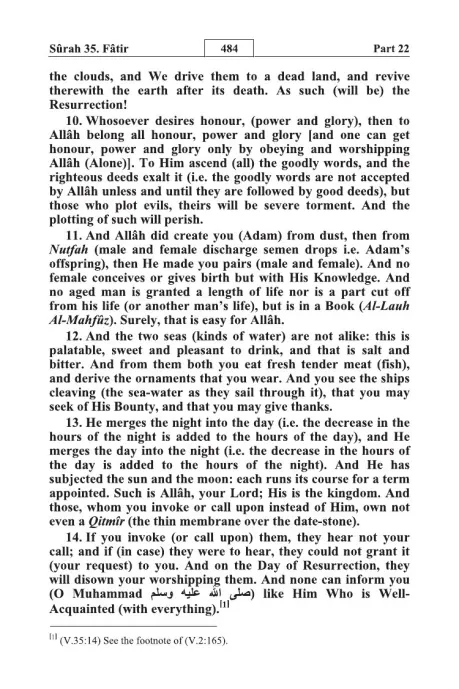 Sûrah 35. Fâtir 484 Part 22
the clouds, and We drive them to a dead land, and revive
therewith the earth after its death. As such (will be) the
Resurrection!
10. Whosoever desires honour, (power and glory), then to
Allâh belong all honour, power and glory [and one can get
honour, power and glory only by obeying and worshipping
Allâh (Alone)]. To Him ascend (all) the goodly words, and the
righteous deeds exalt it (i.e. the goodly words are not accepted
by Allâh unless and until they are followed by good deeds), but
those who plot evils, theirs will be severe torment. And the
plotting of such will perish.
11. And Allâh did create you (Adam) from dust, then from
Nutfah (male and female discharge semen drops i.e. Adam's
offspring), then He made you pairs (male and female). And no
female conceives or gives birth but with His Knowledge. And
no aged man is granted a length of life nor is a part cut off
from his life (or another man's life), but is in a Book (Al-Lauh
Al-Mahfûz). Surely, that is easy for Allâh.
12. And the two seas (kinds of water) are not alike: this is
palatable, sweet and pleasant to drink, and that is salt and
bitter. And from them both you eat fresh tender meat (fish),
and derive the ornaments that you wear. And you see the ships
cleaving (the sea-water as they sail through it), that you may
seek of His Bounty, and that you may give thanks.
13. He merges the night into the day (i.e. the decrease in the
hours of the night is added to the hours of the day), and He
merges the day into the night (i.e. the decrease in the hours of
the day is added to the hours of the night). And He has
subjected the sun and the moon: each runs its course for a term
appointed. Such is Allâh, your Lord; His is the kingdom. And
those, whom you invoke or call upon instead of Him, own not
even a Qitmîr (the thin membrane over the date-stone).
14. If you invoke (or call upon) them, they hear not your
call; and if (in case) they were to hear, they could not grant it
(your request) to you. And on the Day of Resurrection, they
will disown your worshipping them. And none can inform you
(O Muhammad صلى الله عليه وسلم) like Him Who is Well-
Acquainted (with everything).[1]
[1] (V.35:14) See the footnote of (V.2:165).